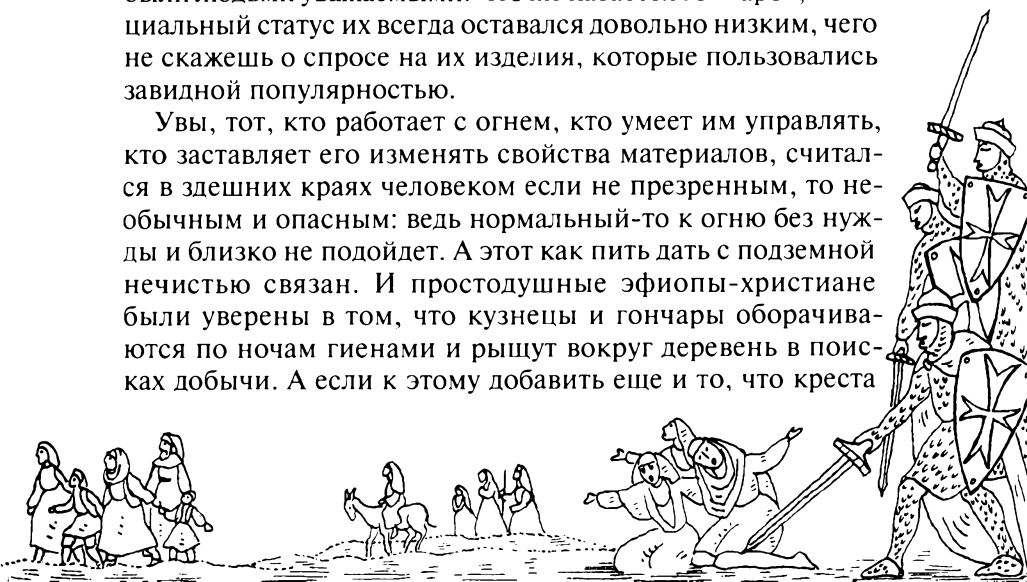 циальный статус их всегда оставался довольно низким, чего
не скажешь о спросе на их изделия, которые пользовались
завидной популярностью.
Увы, тот, кто работает с огнем, кто умеет им управлять,
кто заставляет его изменять свойства материалов, считал-
ся в здешних краях человеком если не презренным, то не-
обычным и опасным: ведь нормальный-то к огню без нуж-
ды и близко не подойдет. А этот как пить дать с подземной
нечистью связан. И простодушные эфиопы-христиане
были уверены в том, что кузнецы и гончары оборачива-
ются по ночам гиенами и рыщут вокруг деревень в поис-
ках добычи. А если к этому добавить еще и то, что креста